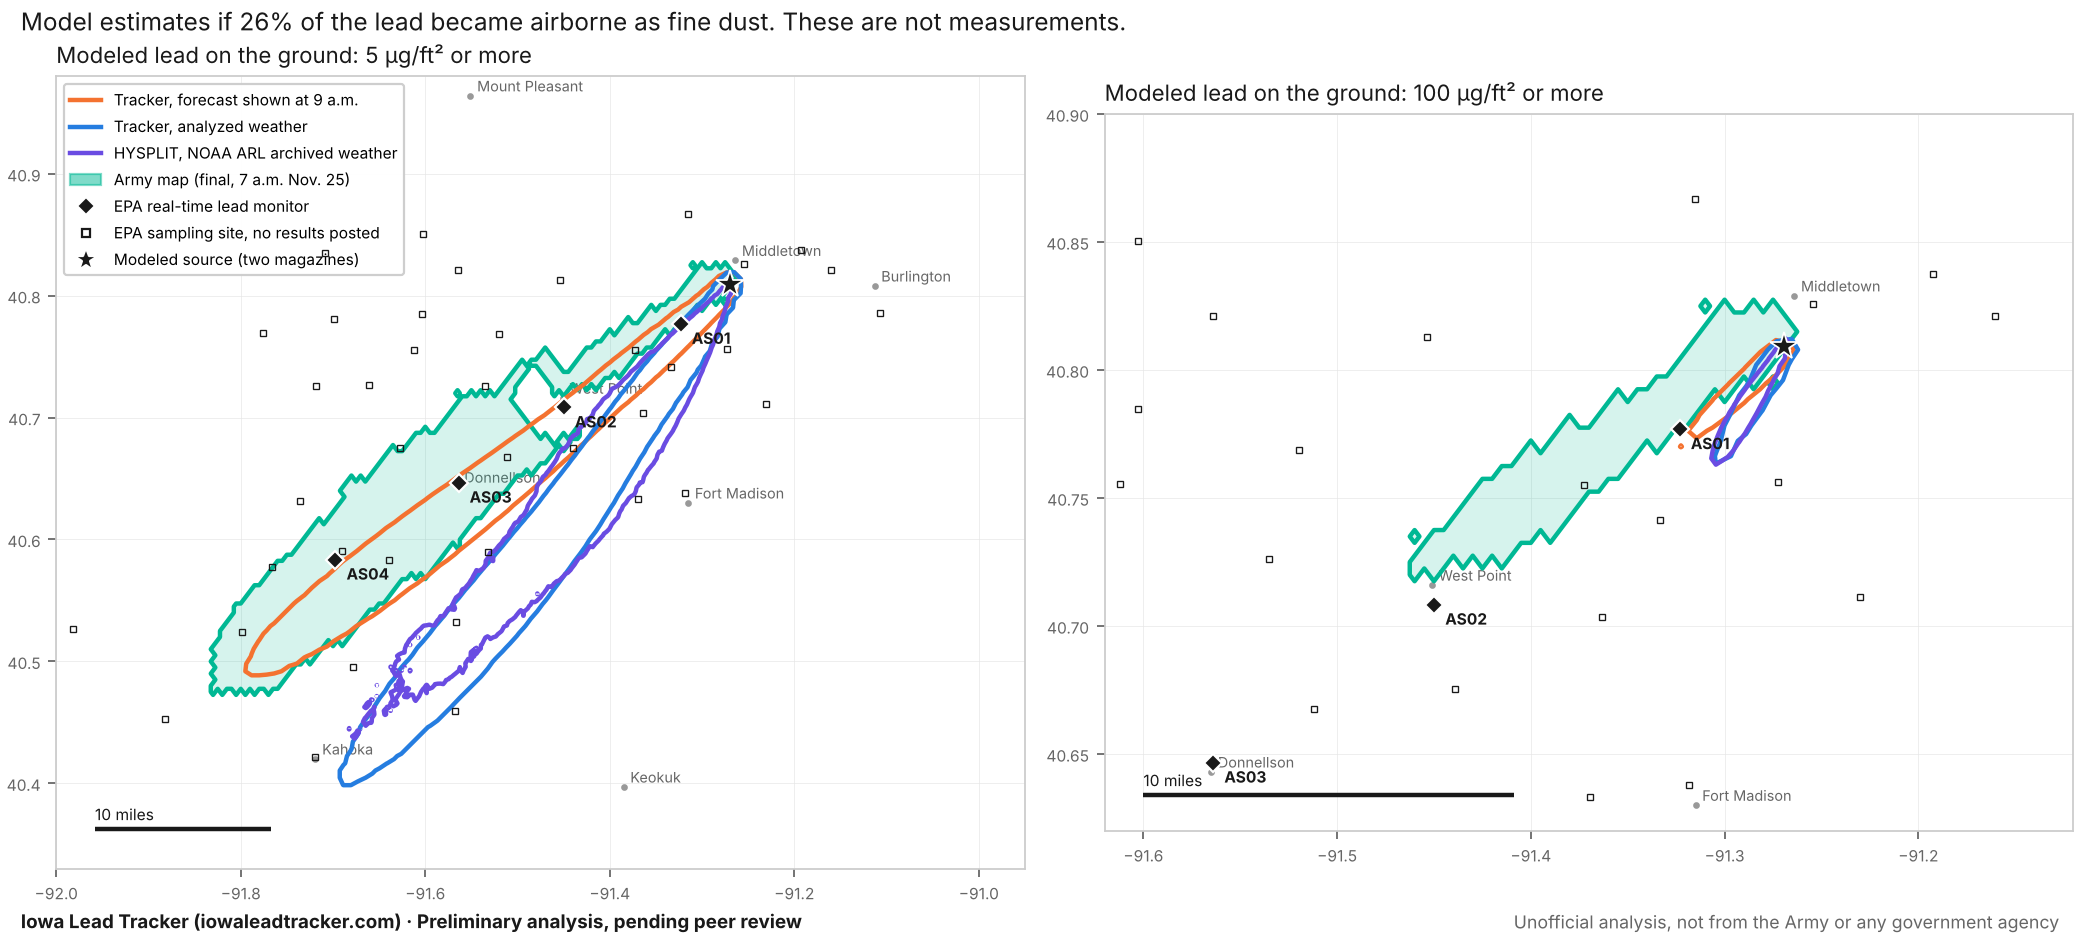 Model estimates if 26% of the lead became airborne as fine dust. These are not measurements.
Modeled lead on the ground: 5 µg/ft² or more
Tracker, forecast shown at 9 a.m.
Tracker, analyzed weather
HYSPLIT, NOAA ARL archived weather
Army map (final, 7 a.m. Nov. 25)
EPA real-time lead monitor
EPA sampling site, no results posted
Modeled source (two magazines)
Mount Pleasant
Middletown
Burlington
AS01
West Point
AS02
Donnellson
AS03
Fort Madison
AS04
Kahoka
Keokuk
10 miles
40.9
40.8
40.7
40.6
40.5
40.4
−92.0
−91.8
−91.6
−91.4
−91.2
−91.0
Modeled lead on the ground: 100 µg/ft² or more
Middletown
AS01
West Point
AS02
Donnellson
AS03
10 miles
Fort Madison
40.90
40.85
40.80
40.75
40.70
40.65
−91.6
−91.5
−91.4
−91.3
−91.2
Iowa Lead Tracker (iowaleadtracker.com) · Preliminary analysis, pending peer review
Unofficial analysis, not from the Army or any government agency